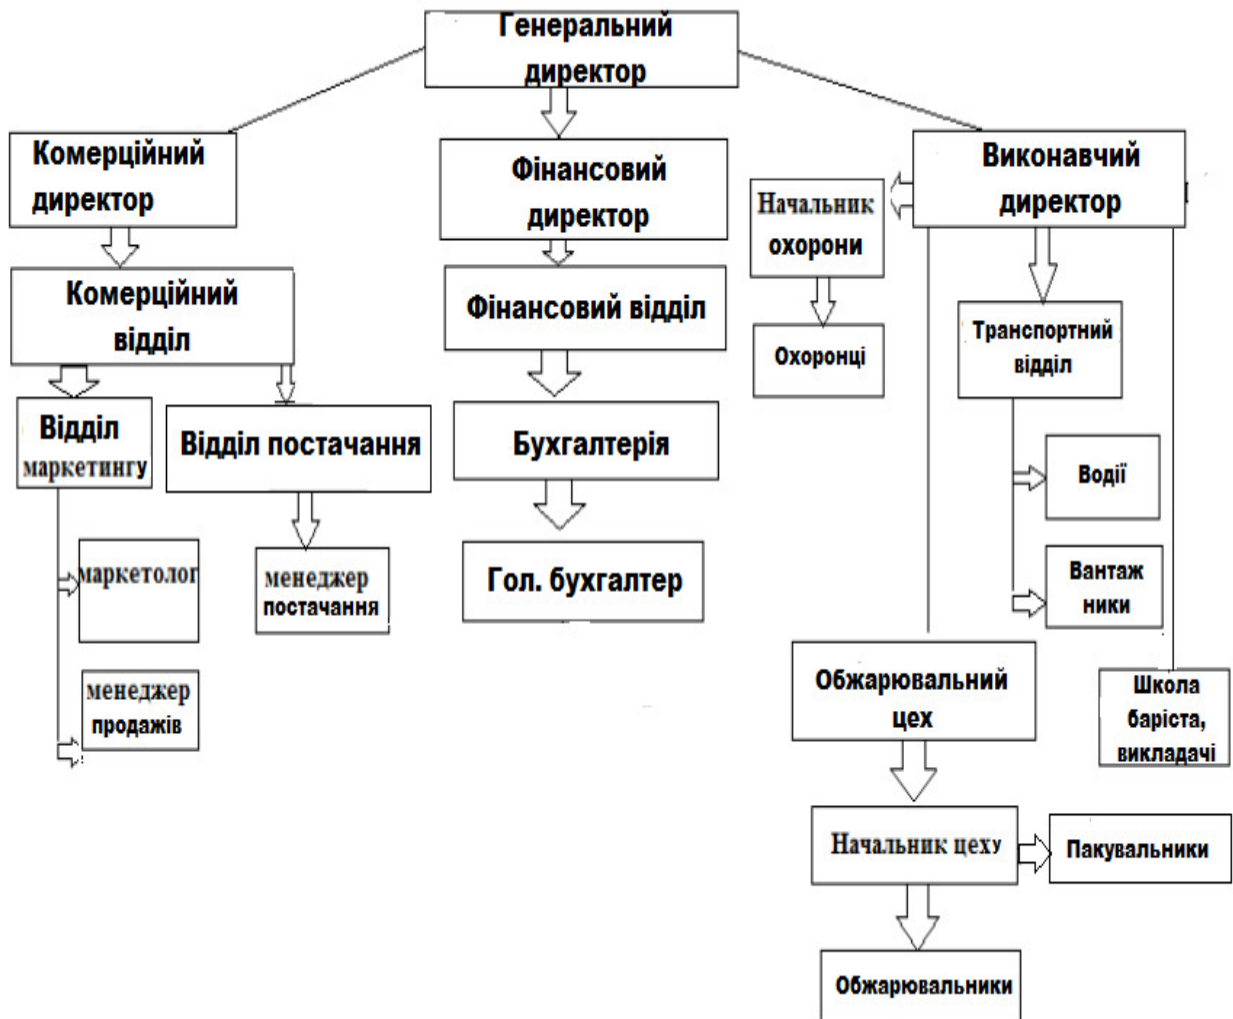 Генеральний
директор
Комерційний
директор
Фінансовий
директор
Виконавчий
директор
Начальник
охорони
Комерційний
відділ
Фінансовий відділ
Транспортний
відділ
Охоронці
Відділ
маркетингу
Відділ постачання
Бухгалтерія
Водії
маркетолог
менеджер
постачання
Гол. бухгалтер
Вантаж
ники
менеджер
продажів
Обжарювальний
цех
Школа
баріста,
викладачі
Начальник цеху
Пакувальники
Обжарювальники